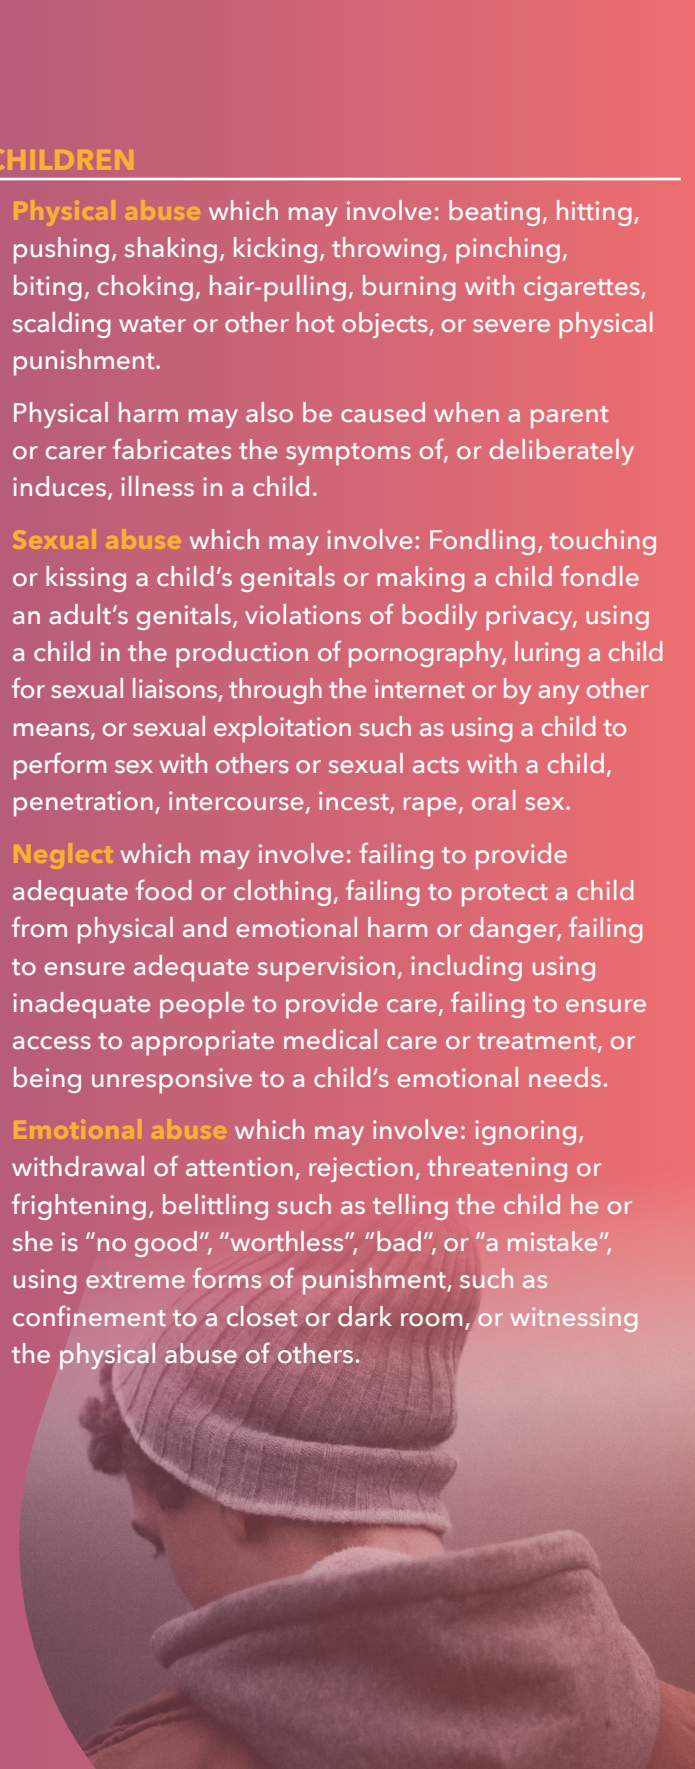 CHILDREN
Physical abuse which may involve: beating, hitting,
pushing, shaking, kicking, throwing, pinching,
biting, choking, hair-pulling, burning with cigarettes,
scalding water or other hot objects, or severe physical
punishment.
Physical harm may also be caused when a parent
or carer fabricates the symptoms of, or deliberately
induces, illness in a child.
Sexual abuse which may involve: Fondling, touching
or kissing a child’s genitals or making a child fondle
an adult’s genitals, violations of bodily privacy, using
a child in the production of pornography, luring a child
for sexual liaisons, through the internet or by any other
means, or sexual exploitation such as using a child to
perform sex with others or sexual acts with a child,
penetration, intercourse, incest, rape, oral sex.
Neglect which may involve: failing to provide
adequate food or clothing, failing to protect a child
from physical and emotional harm or danger, failing
to ensure adequate supervision, including using
inadequate people to provide care, failing to ensure
access to appropriate medical care or treatment, or
being unresponsive to a child’s emotional needs.
Emotional abuse which may involve: ignoring,
withdrawal of attention, rejection, threatening or
frightening, belittling such as telling the child he or
she is “no good”, “worthless”, “bad”, or “a mistake”,
using extreme forms of punishment, such as
confinement to a closet or dark room, or witnessing
the physical abuse of others.